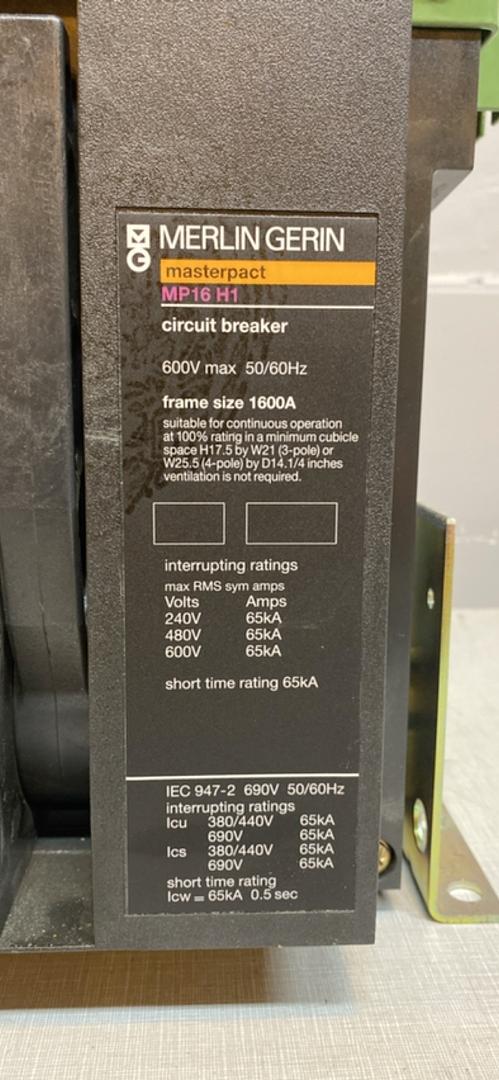 MG MERLIN GERIN
masterpact
MP16 H1
circuit breaker
600V max 50/60Hz
frame size 1600A
suitable for continuous operation
at 100% rating in a minimum cubicle
space H17.5 by W21 (3-pole) or
W25.5 (4-pole) by D14.1/4 inches
ventilation is not required.
interrupting ratings
max RMS sym amps
Volts Amps
240V 65kA
480V 65kA
600V 65kA
short time rating 65kA
IEC 947-2 690V 50/60Hz
interrupting ratings
Icu 380/440V 65kA
690V 65kA
Ics 380/440V 65kA
690V 65kA
short time rating
Icw = 65kA 0.5 sec